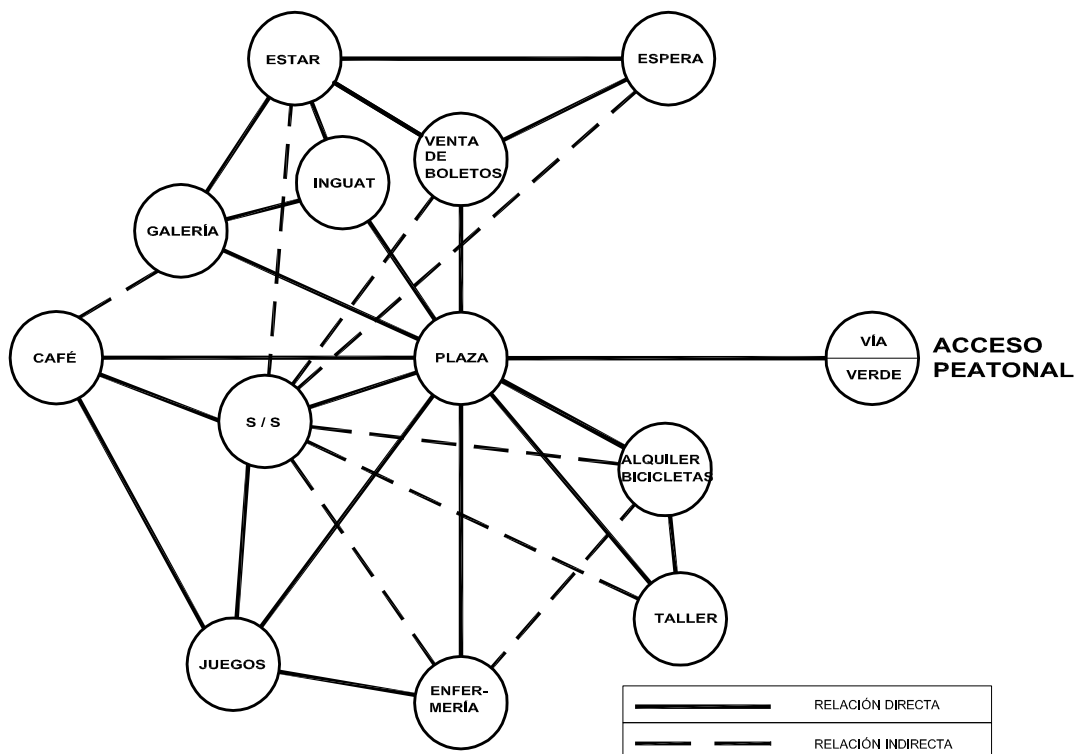 ESTAR
ESPERA
VENTA
DE
BOLETOS
INGUAT
GALERÍA
CAFÉ
PLAZA
VÍA
VERDE
ACCESO
PEATONAL
S / S
ALQUILER
BICICLETAS
TALLER
JUEGOS
ENFER-
MERÍA
RELACIÓN DIRECTA
RELACIÓN INDIRECTA